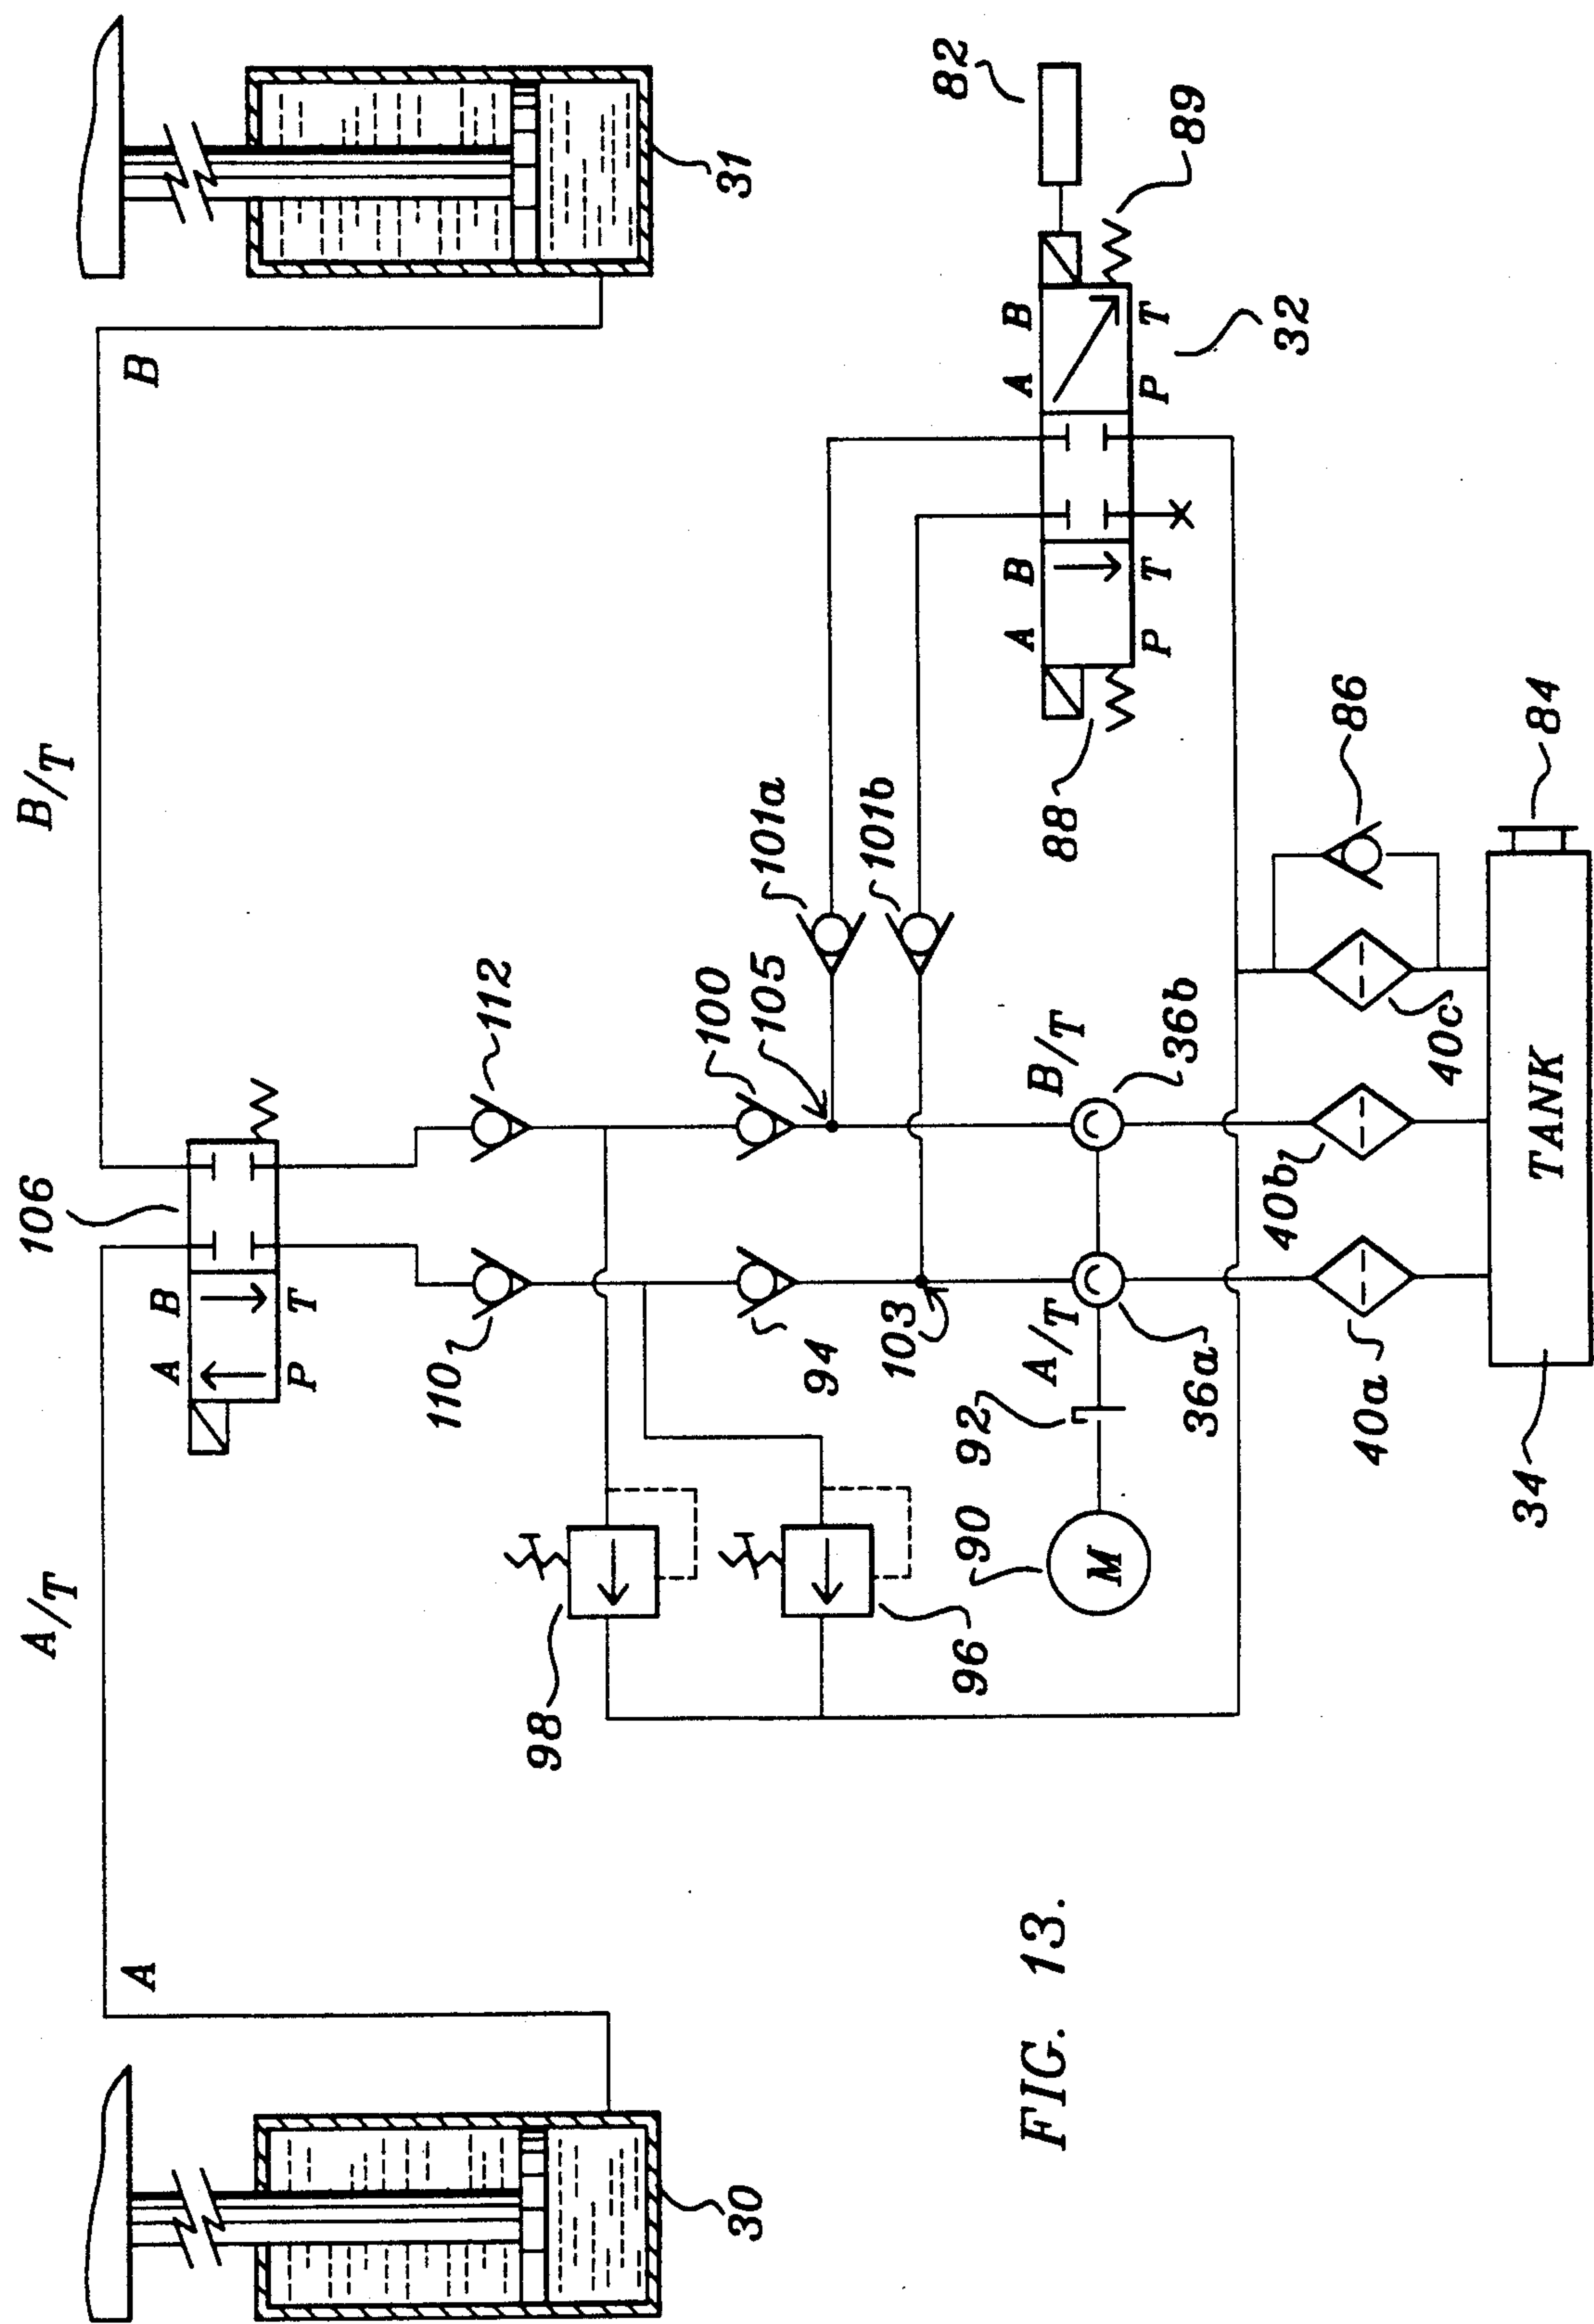 A/T
B/T
A
B
106
A B
P T
30
31
110
112
98
96
94
100
105
101a
101b
103
82
88
A B
P T
A B
P T
89
32
90
M
92
A/T
B/T
36a
36b
40a
40b
40c
86
34
TANK
84
FIG. 13.